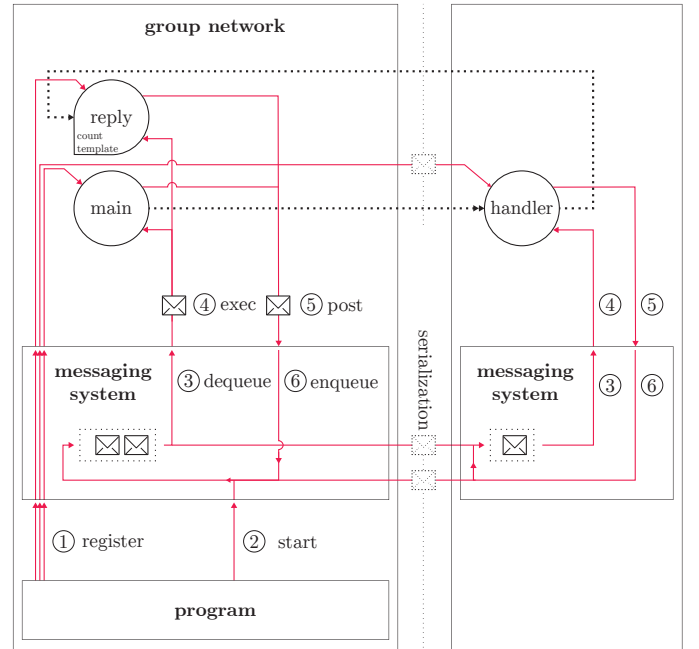 group network
reply
count
template
main
handler
④ exec
⑤ post
④
⑤
serialization
messaging
system
③ dequeue
⑥ enqueue
messaging
system
③
⑥
① register
② start
program